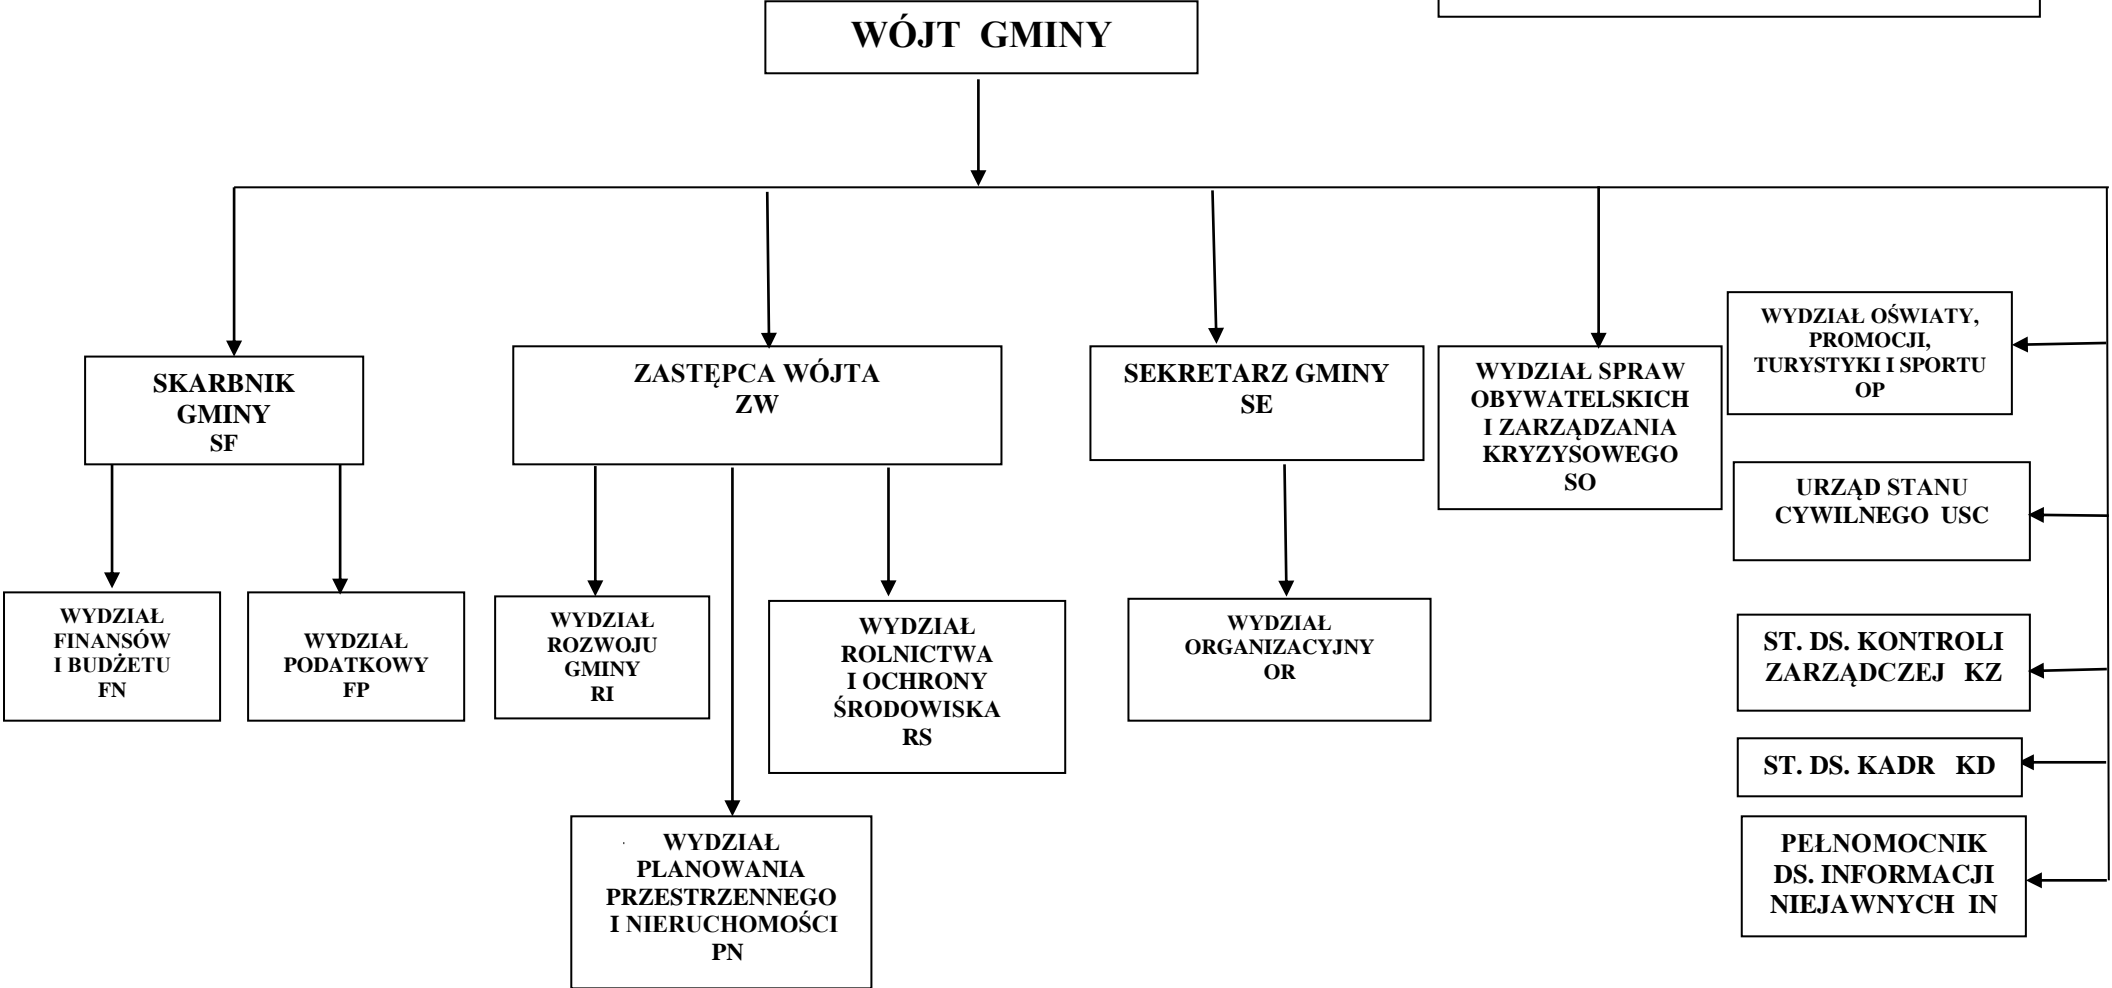 WÓJT GMINY
SKARBNIK
GMINY
SF
ZASTĘPCA WÓJTA
ZW
SEKRETARZ GMINY
SE
WYDZIAŁ SPRAW
OBYWATELSKICH
I ZARZĄDZANIA
KRYZYSOWEGO
SO
WYDZIAŁ OŚWIATY,
PROMOCJI,
TURYSTYKI I SPORTU
OP
URZĄD STANU
CYWILNEGO USC
WYDZIAŁ
FINANSÓW
I BUDŻETU
FN
WYDZIAŁ
PODATKOWY
FP
WYDZIAŁ
ROZWOJU
GMINY
RI
WYDZIAŁ
ROLNICTWA
I OCHRONY
ŚRODOWISKA
RS
WYDZIAŁ
ORGANIZACYJNY
OR
ST. DS. KONTROLI
ZARZĄDCZEJ KZ
ST. DS. KADR KD
WYDZIAŁ
PLANOWANIA
PRZESTRZENNEGO
I NIERUCHOMOŚCI
PN
PEŁNOMOCNIK
DS. INFORMACJI
NIEJAWNYCH IN